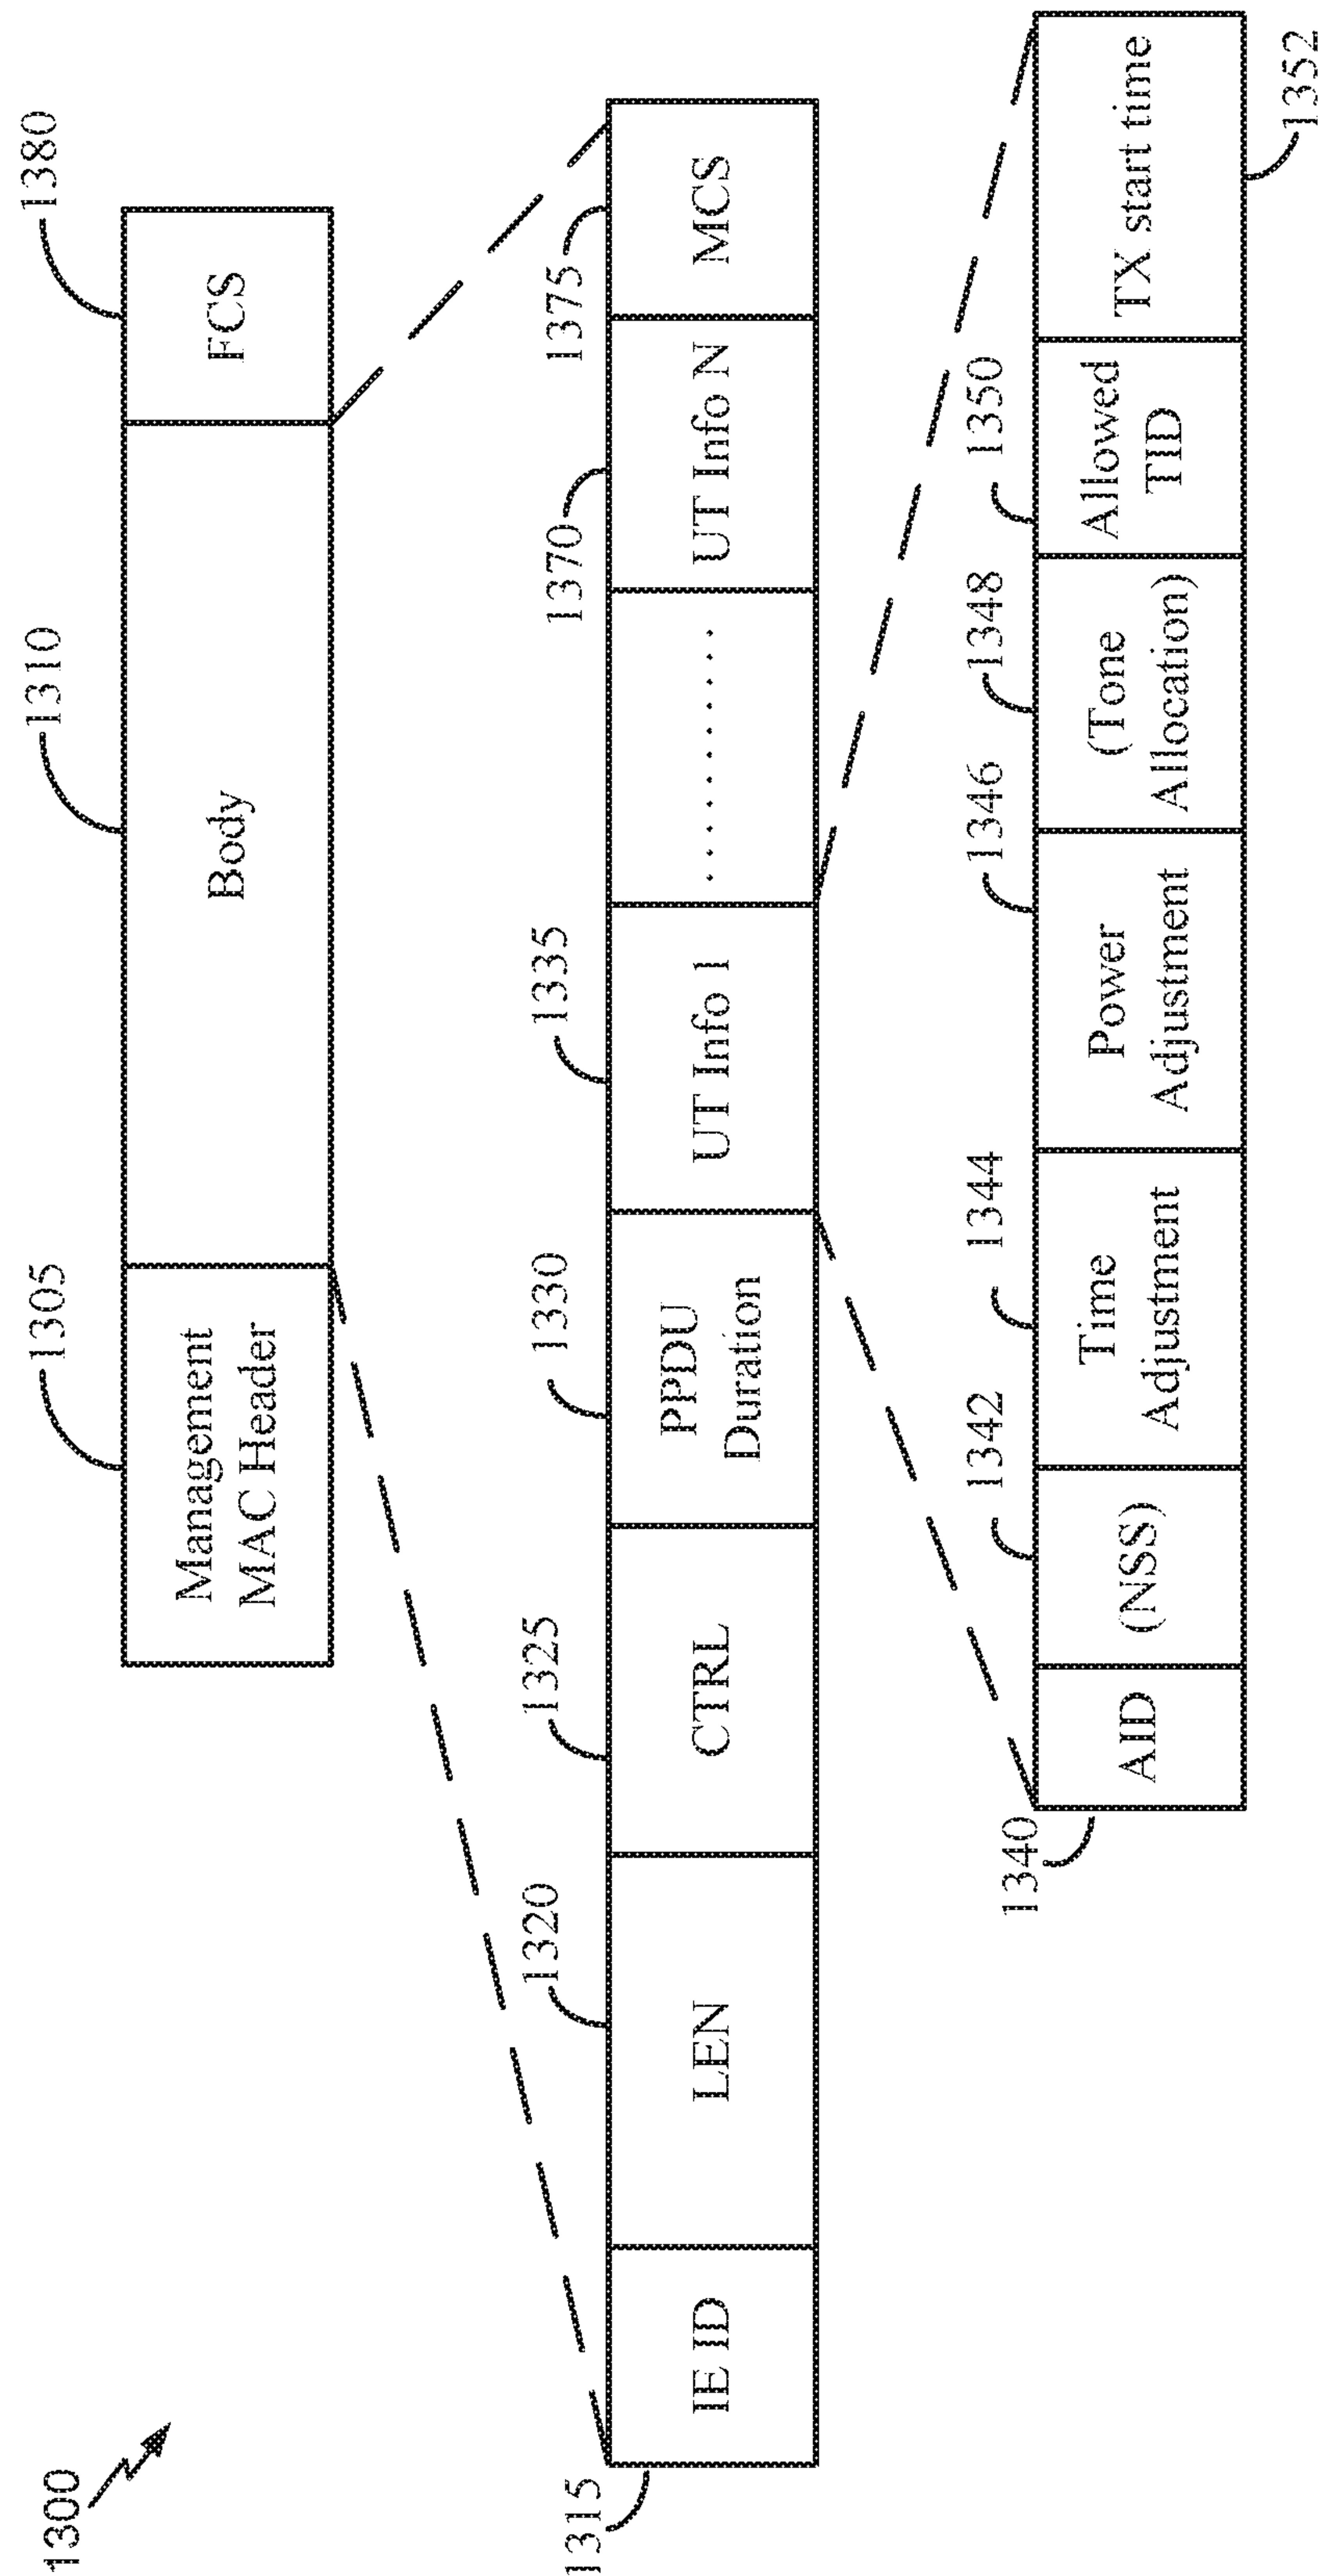 1300
1305
1310
1380
Management
MAC Header
Body
FCS
1315
1320
1325
1330
1335
1370
1375
IE ID
LEN
CTRL
PPDU
Duration
UT Info 1
.........
UT Info N
MCS
1340
1342
1344
1346
1348
1350
AID
(NSS)
Time
Adjustment
Power
Adjustment
(Tone
Allocation)
Allowed
TID
TX start time
1352